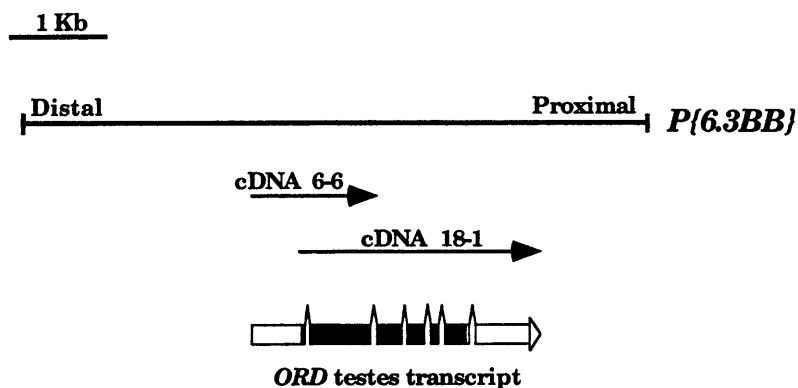 1 Kb
Distal Proximal P{6.3BB}
cDNA 6-6
cDNA 18-1
ORD testes transcript